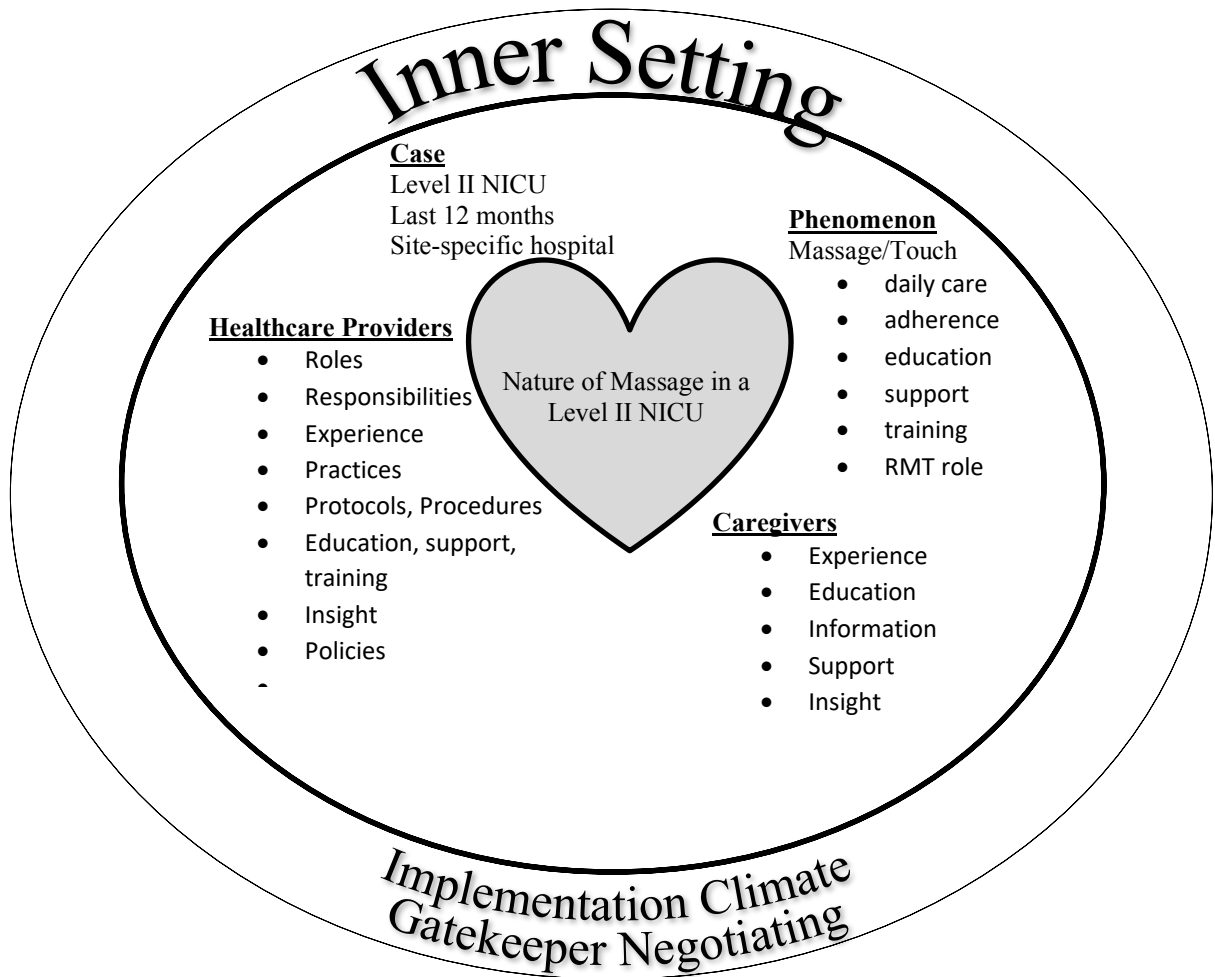 Inner Setting
Case
Level II NICU
Last 12 months
Site-specific hospital
Phenomenon
Massage/Touch
• daily care
• adherence
• education
• support
• training
• RMT role
Healthcare Providers
• Roles
• Responsibilities
• Experience
• Practices
• Protocols, Procedures
• Education, support,
training
• Insight
• Policies
Nature of Massage in a
Level II NICU
Caregivers
• Experience
• Education
• Information
• Support
• Insight
Implementation Climate
Gatekeeper Negotiating